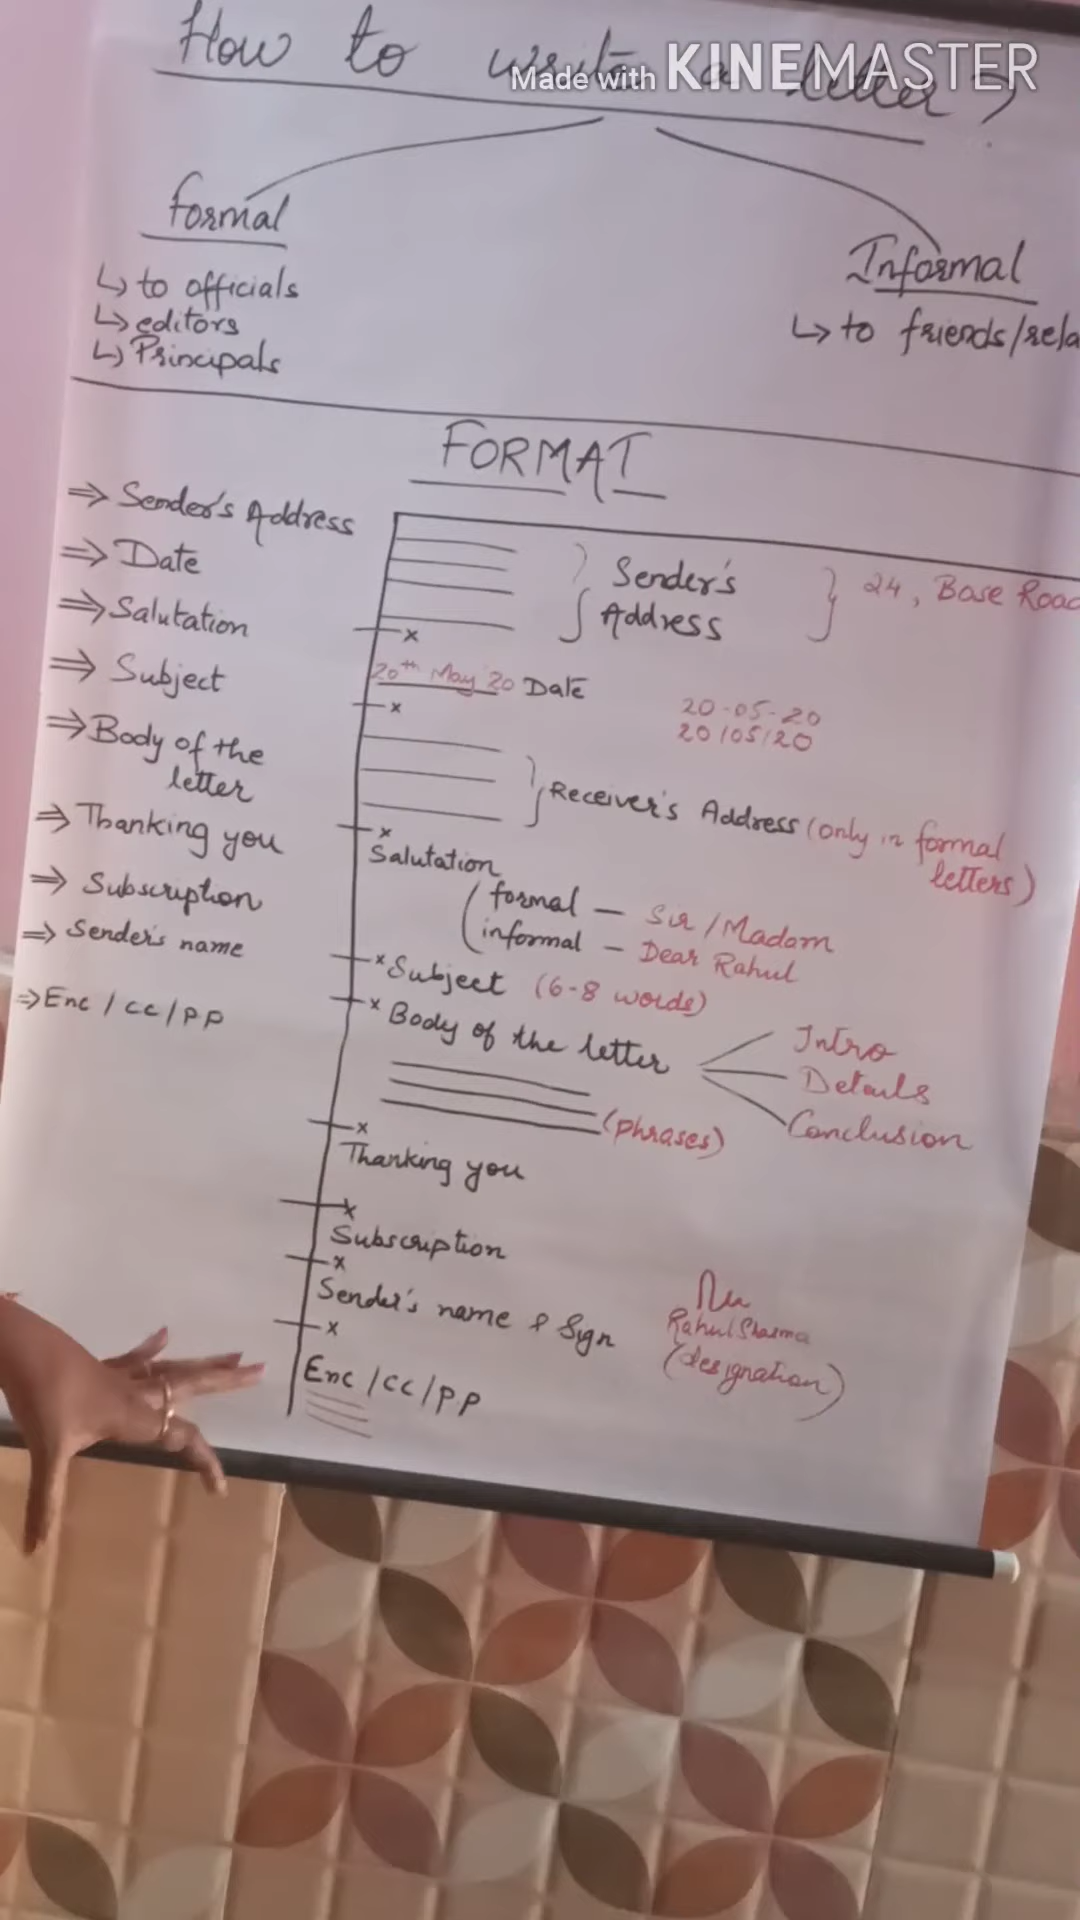 How to write a letter?
Made with KINEMASTER
Formal
↳ to officials
↳ editors
↳ Principals
Informal
↳ to friends/rela
FORMAT
⇒ Sender's Address
⇒ Date
⇒ Salutation
⇒ Subject
⇒ Body of the
letter
⇒ Thanking you
⇒ Subscription
⇒ Sender's name
⇒ Enc / CC / PP
Sender's
Address
24, Base Road
x
20th May '20 Date
20-05-20
20/05/20
x
Receiver's Address (only in formal
letters)
x
Salutation
formal – Sir / Madam
informal – Dear Rahul
x Subject (6-8 words)
x Body of the letter
Intro
Details
Conclusion
(phrases)
x
Thanking you
x
Subscription
x
Sender's name & Sign
Rahul Sharma
(designation)
x
Enc / CC / PP